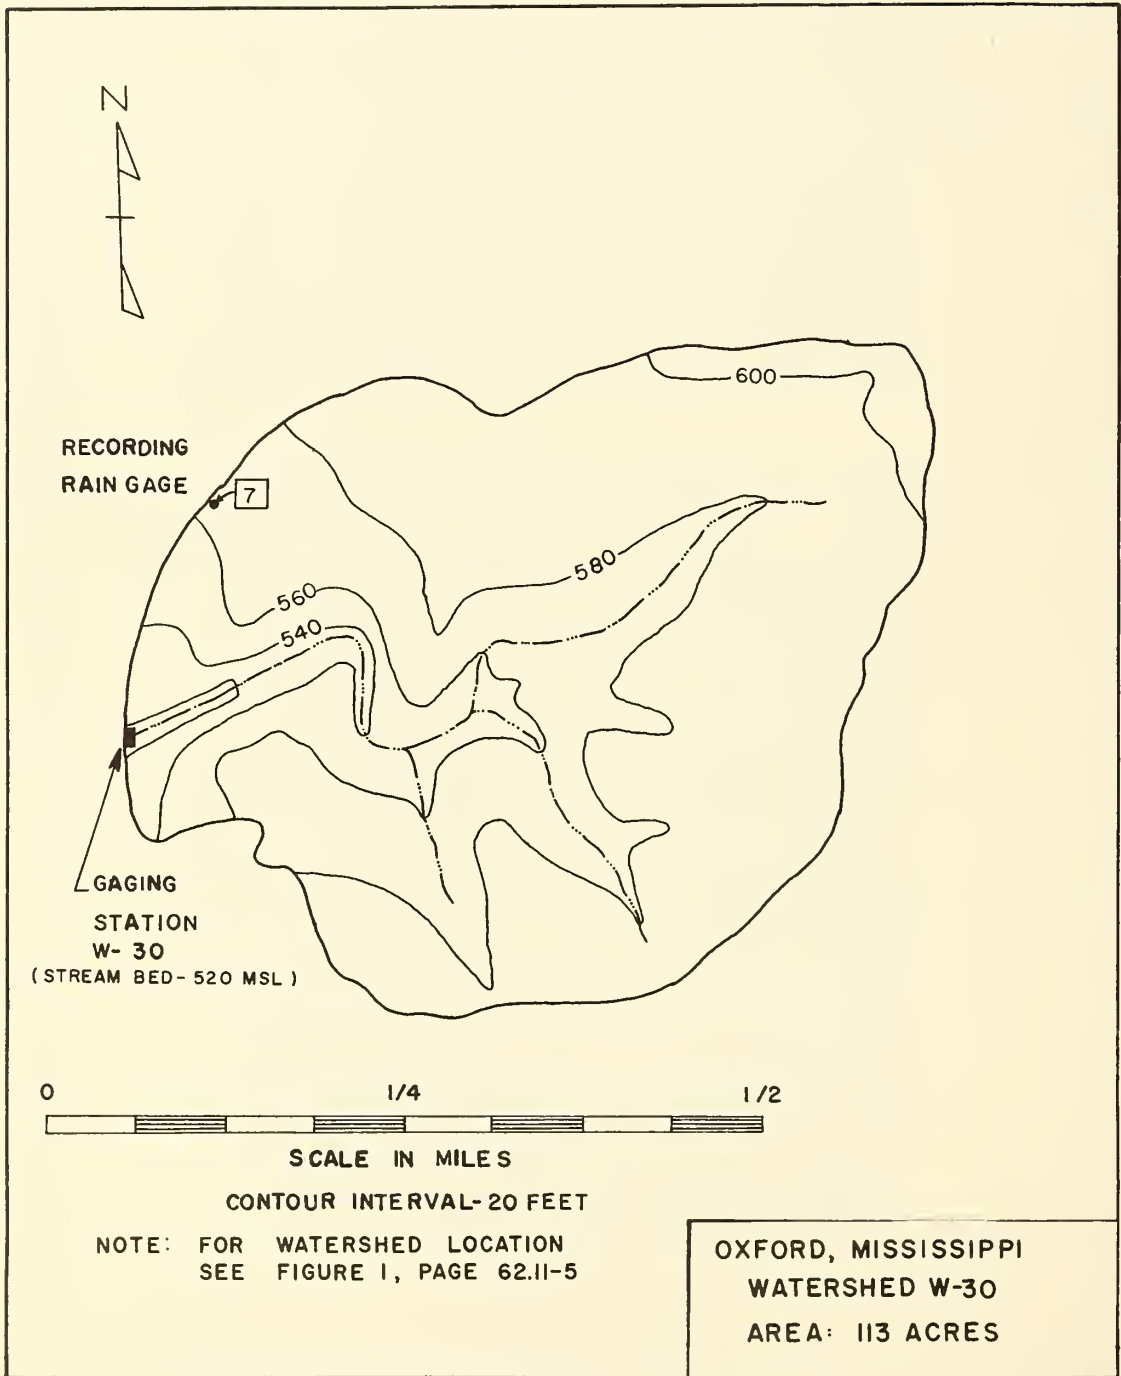 N
600
RECORDING
RAIN GAGE
7
580
560
540
GAGING
STATION
W-30
(STREAM BED-520 MSL)
0 1/4 1/2
SCALE IN MILES
CONTOUR INTERVAL-20 FEET
NOTE: FOR WATERSHED LOCATION
SEE FIGURE 1, PAGE 62.11-5
OXFORD, MISSISSIPPI
WATERSHED W-30
AREA: 113 ACRES